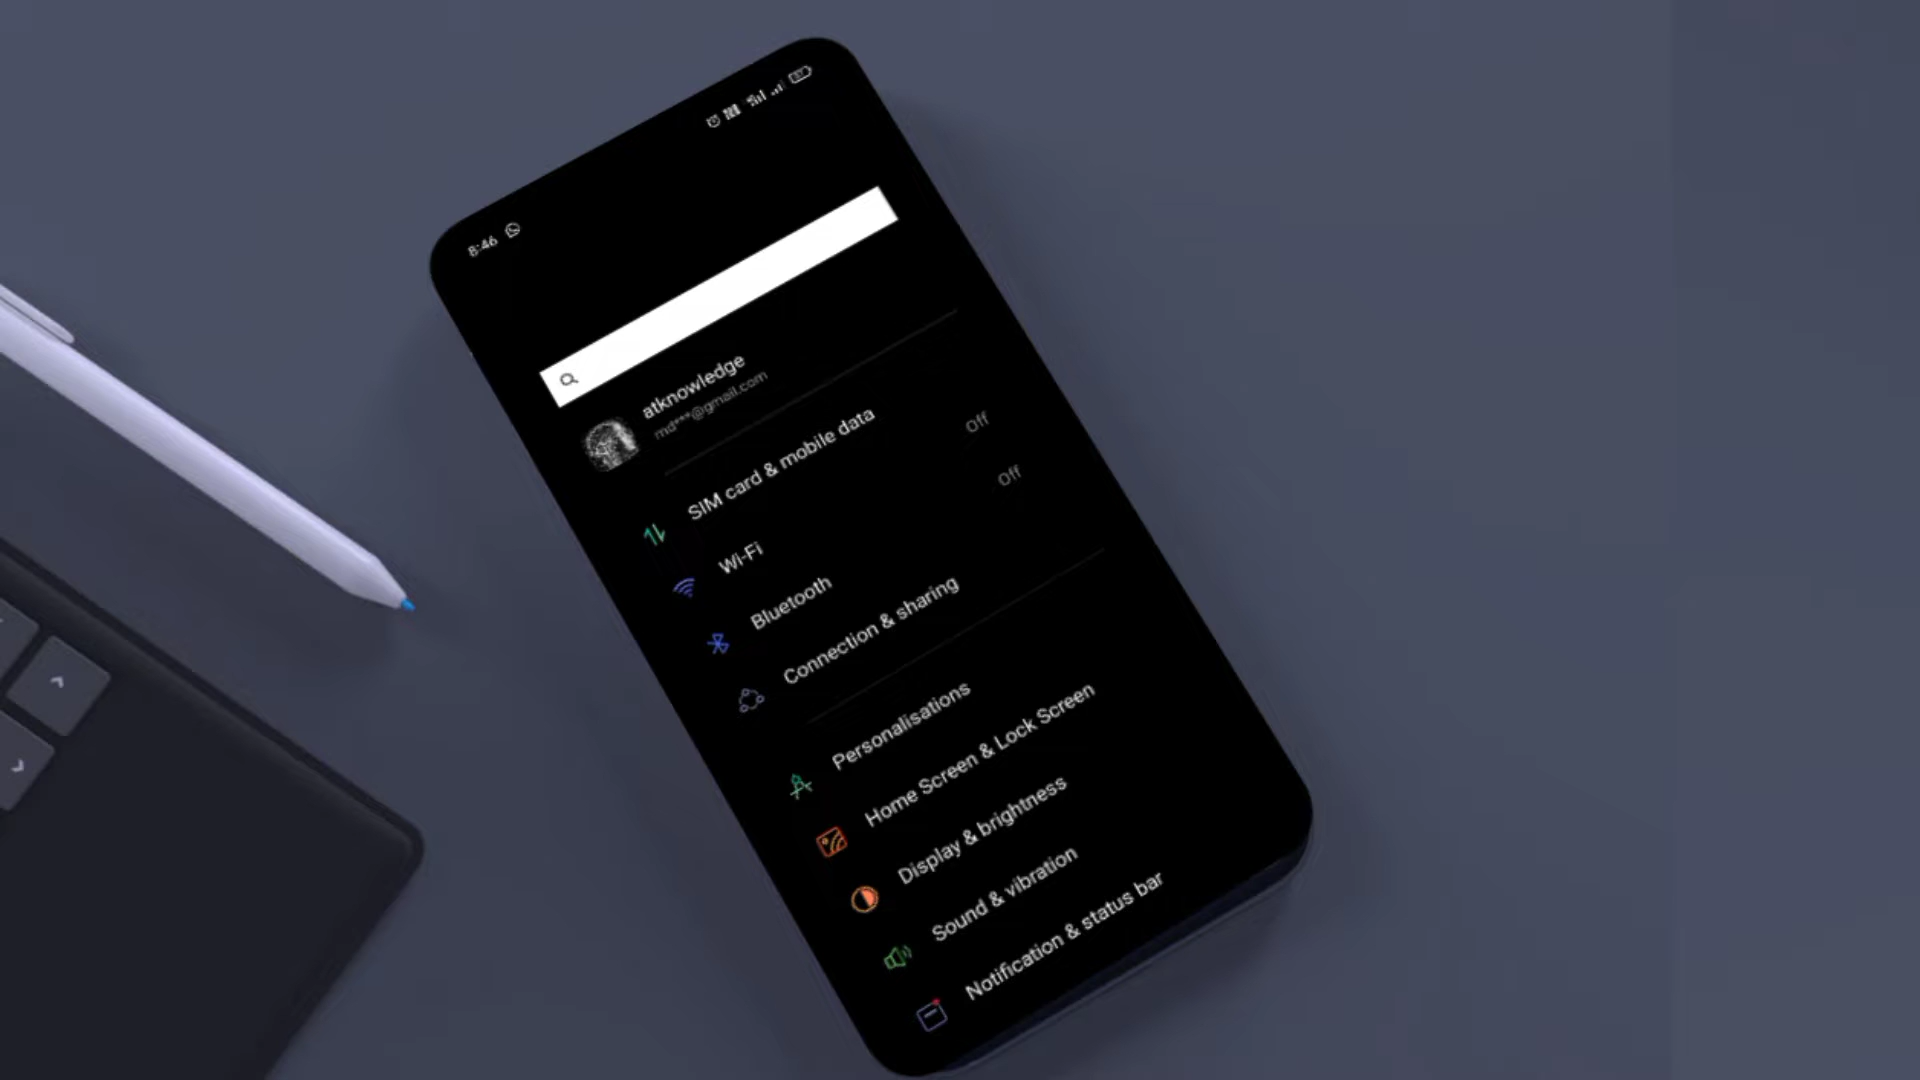 8:46
atknowledge
md***@gmail.com
SIM card & mobile data
Wi-Fi
Off
Bluetooth
Off
Connection & sharing
Personalisations
Home Screen & Lock Screen
Display & brightness
Sound & vibration
Notification & status bar